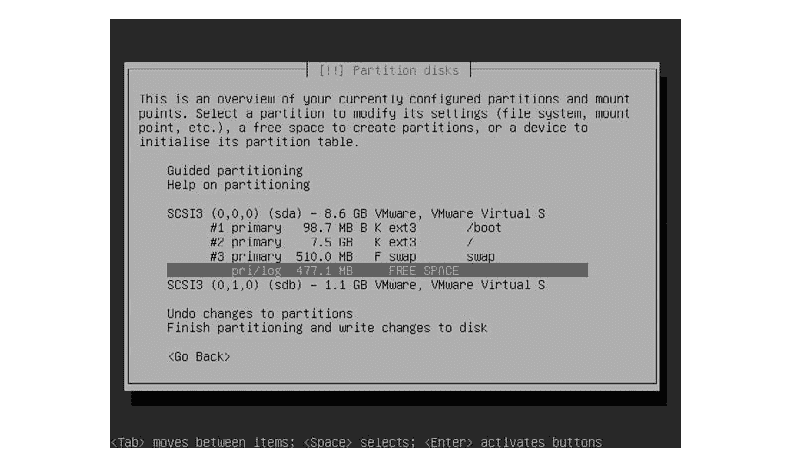 [!!] Partition disks
This is an overview of your currently configured partitions and mount
points. Select a partition to modify its settings (file system, mount
point, etc.), a free space to create partitions, or a device to
initialise its partition table.
Guided partitioning
Help on partitioning
SCSI3 (0,0,0) (sda) - 8.6 GB VMware, VMware Virtual S
#1 primary 98.7 MB B K ext3 /boot
#2 primary 7.5 GB K ext3 /
#3 primary 510.0 MB F swap swap
pri/log 477.1 MB FREE SPACE
SCSI3 (0,1,0) (sdb) - 1.1 GB VMware, VMware Virtual S
Undo changes to partitions
Finish partitioning and write changes to disk
<Go Back>
<Tab> moves between items; <Space> selects; <Enter> activates buttons